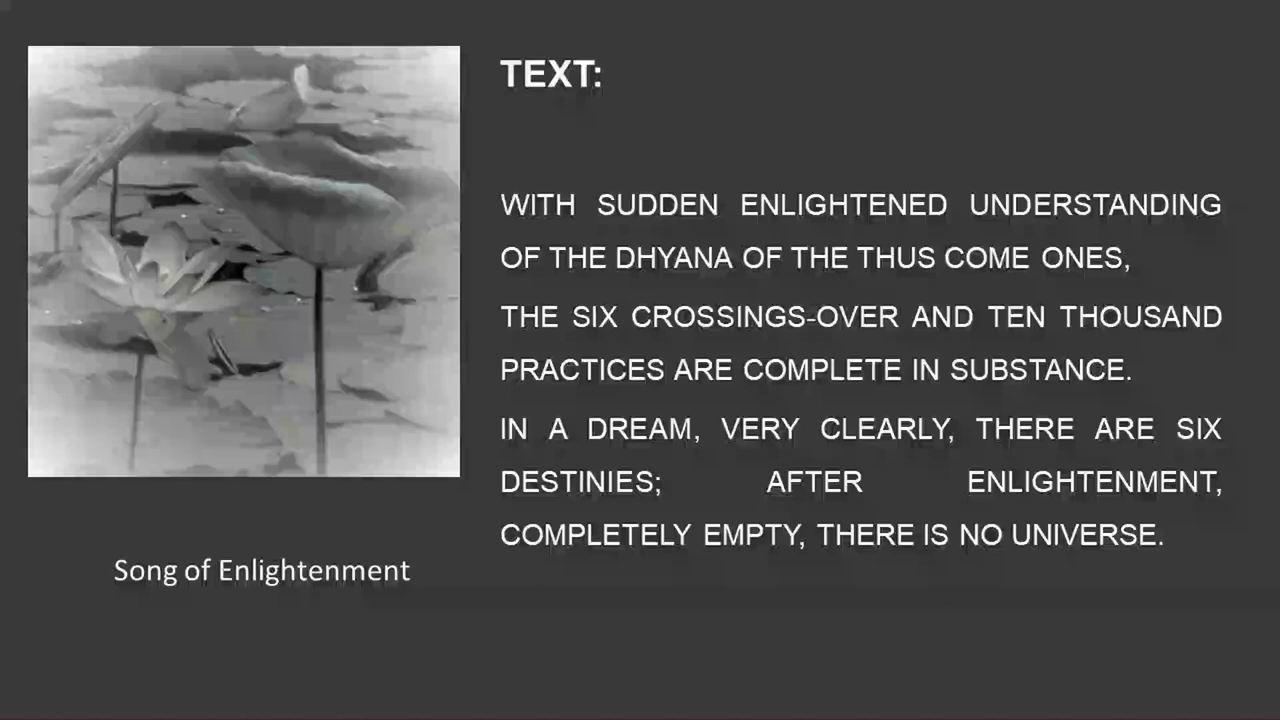 TEXT:
WITH SUDDEN ENLIGHTENED UNDERSTANDING
OF THE DHYANA OF THE THUS COME ONES,
THE SIX CROSSINGS-OVER AND TEN THOUSAND
PRACTICES ARE COMPLETE IN SUBSTANCE.
IN A DREAM, VERY CLEARLY, THERE ARE SIX
DESTINIES; AFTER ENLIGHTENMENT,
COMPLETELY EMPTY, THERE IS NO UNIVERSE.
Song of Enlightenment